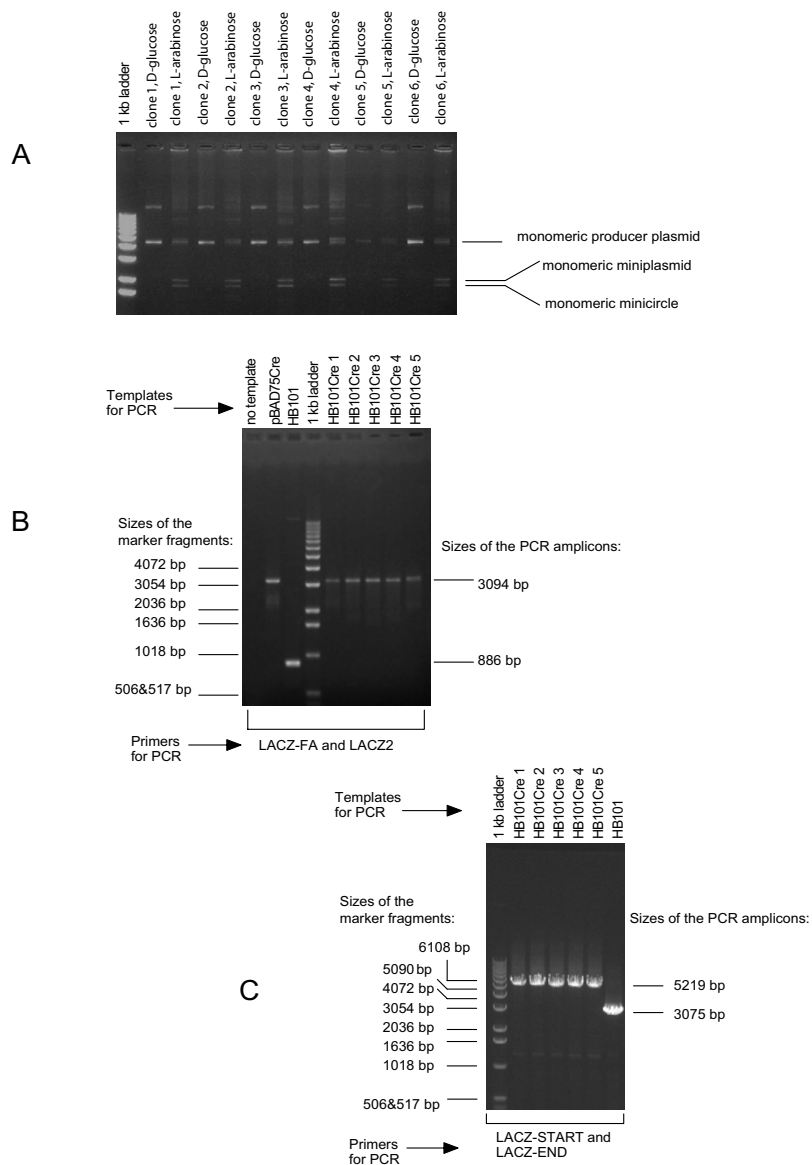 A
1 kb ladder
clone 1, D-glucose
clone 1, L-arabinose
clone 2, D-glucose
clone 2, L-arabinose
clone 3, D-glucose
clone 3, L-arabinose
clone 4, D-glucose
clone 4, L-arabinose
clone 5, D-glucose
clone 5, L-arabinose
clone 6, D-glucose
clone 6, L-arabinose
monomeric producer plasmid
monomeric miniplasmid
monomeric minicircle
B
Templates
for PCR
no template
pBAD75Cre
HB101
1 kb ladder
HB101Cre 1
HB101Cre 2
HB101Cre 3
HB101Cre 4
HB101Cre 5
Sizes of the
marker fragments:
4072 bp
3054 bp
2036 bp
1636 bp
1018 bp
506&517 bp
Sizes of the PCR amplicons:
3094 bp
886 bp
Primers
for PCR
LACZ-FA and LACZ2
C
Templates
for PCR
1 kb ladder
HB101Cre 1
HB101Cre 2
HB101Cre 3
HB101Cre 4
HB101Cre 5
HB101
Sizes of the
marker fragments:
6108 bp
5090 bp
4072 bp
3054 bp
2036 bp
1636 bp
1018 bp
506&517 bp
Sizes of the PCR amplicons:
5219 bp
3075 bp
Primers
for PCR
LACZ-START and
LACZ-END